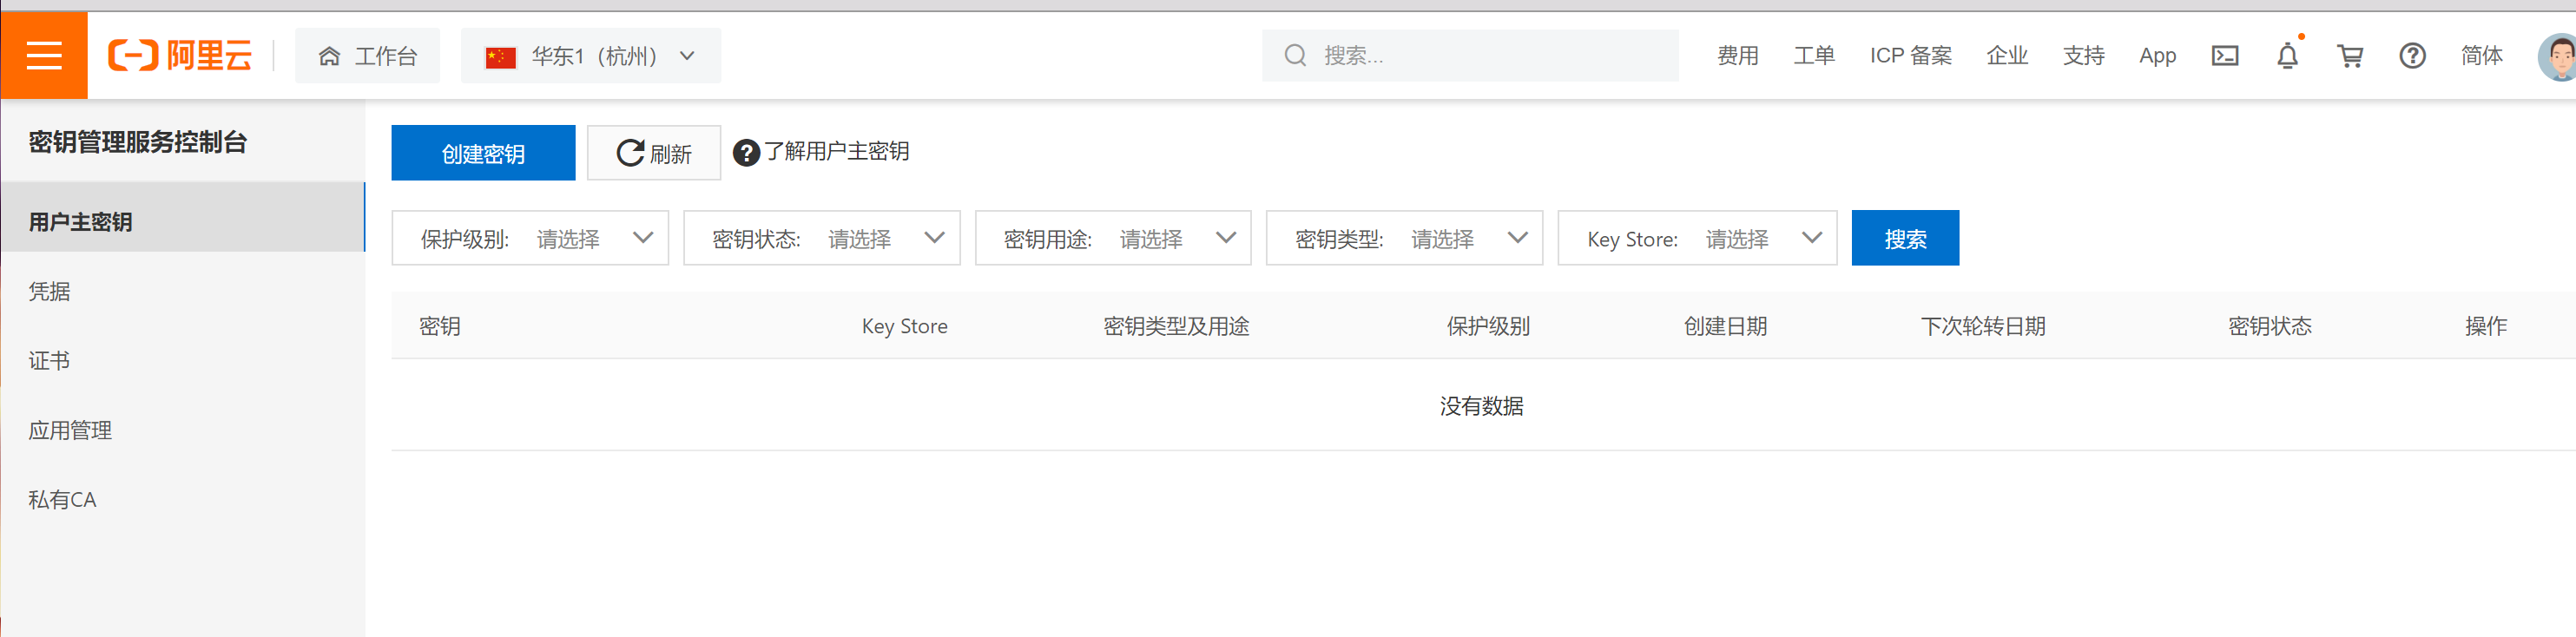 阿里云 工作台 华东1（杭州） 搜索... 费用 工单 ICP 备案 企业 支持 App 简体
密钥管理服务控制台
用户主密钥
凭据
证书
应用管理
私有CA
创建密钥 刷新 了解用户主密钥
保护级别: 请选择 密钥状态: 请选择 密钥用途: 请选择 密钥类型: 请选择 Key Store: 请选择 搜索
密钥 Key Store 密钥类型及用途 保护级别 创建日期 下次轮转日期 密钥状态 操作
没有数据